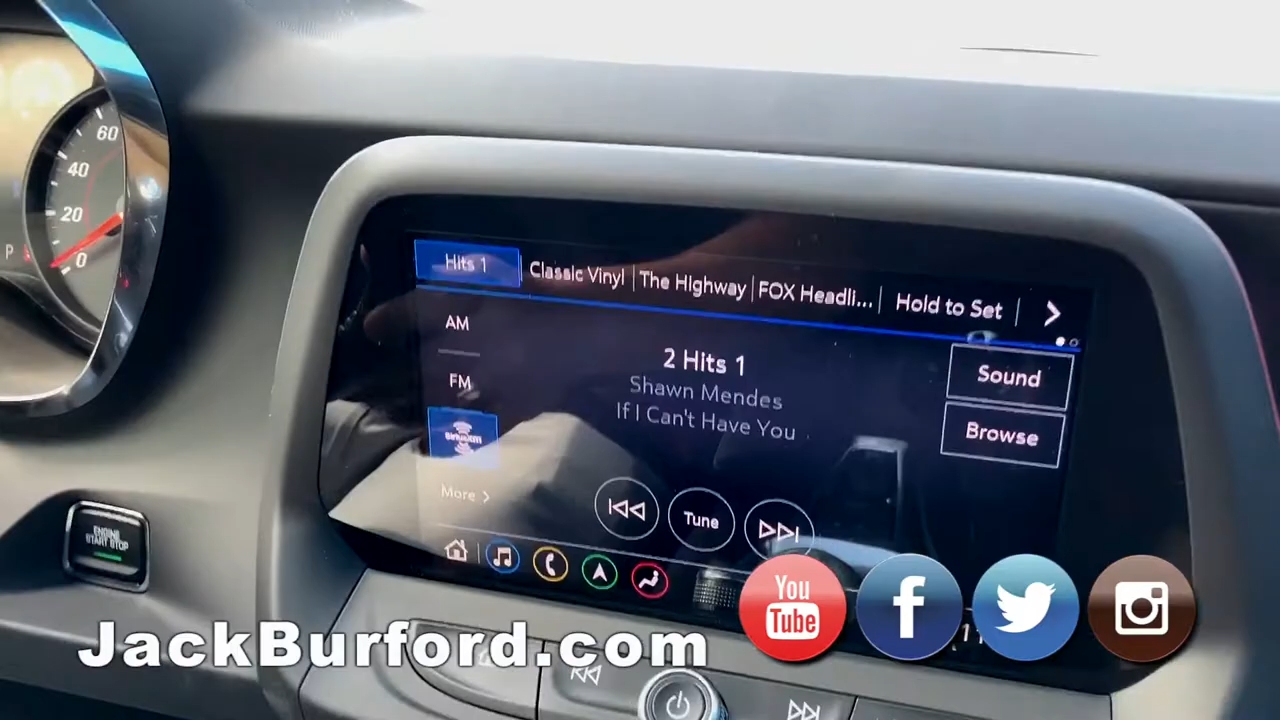 60
40
20
0
P
Hits 1
Classic Vinyl
The Highway
FOX Headli...
Hold to Set
AM
FM
SiriusXM
More
2 Hits 1
Shawn Mendes
If I Can't Have You
Sound
Browse
Tune
ENGINE
START STOP
JackBurford.com
You
Tube
f